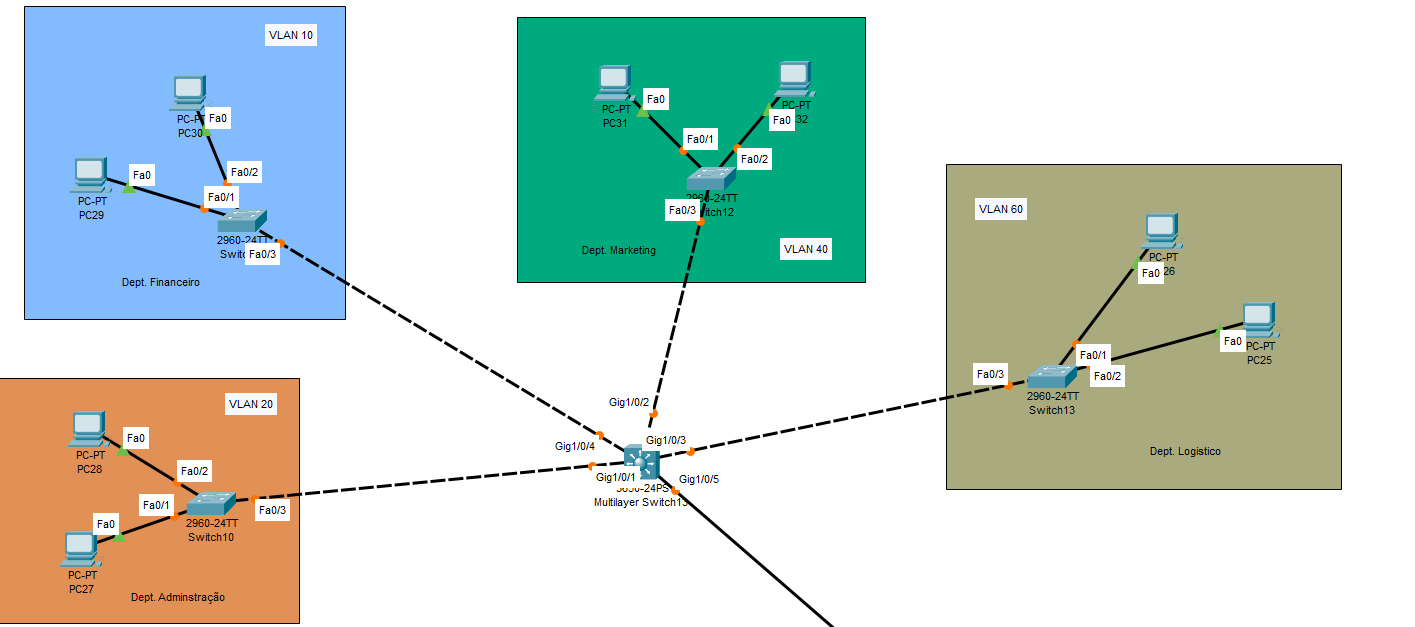 VLAN 10
Fa0
PC-PT
PC30
Fa0/2
Fa0
Fa0/1
PC-PT
PC29
2960-24TT
Fa0/3
Dept. Financeiro
Fa0
PC-PT
PC31
PC-PT
Fa0
32
Fa0/1
Fa0/2
2960-24TT
Fa0/3
itch12
Dept. Marketing
VLAN 40
VLAN 60
PC-PT
Fa0
26
Fa0
PC-PT
PC25
Fa0/1
Fa0/3
Fa0/2
2960-24TT
Switch13
Dept. Logistico
VLAN 20
Fa0
PC-PT
PC28
Fa0/2
Fa0/1
Fa0/3
Fa0
2960-24TT
Switch10
PC-PT
PC27
Dept. Adminstração
Gig1/0/2
Gig1/0/4
Gig1/0/3
Gig1/0/1
Gig1/0/5
Multilayer Switch13